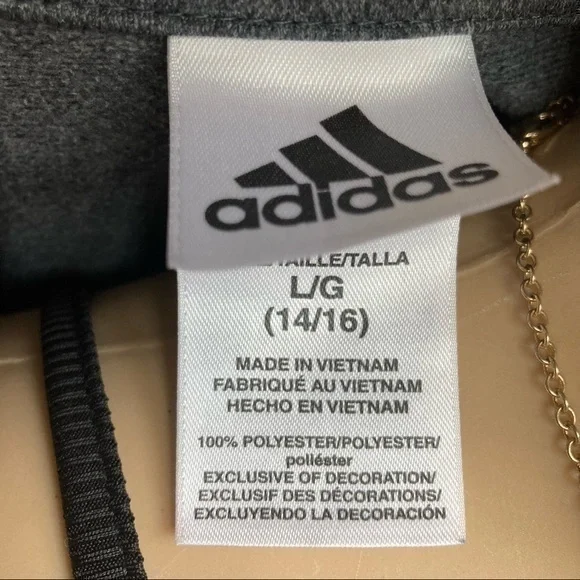 adidas
TAILLE/TALLA
L/G
(14/16)
MADE IN VIETNAM
FABRIQUÉ AU VIETNAM
HECHO EN VIETNAM
100% POLYESTER/POLYESTER/
poliéster
EXCLUSIVE OF DECORATION/
EXCLUSIF DES DÉCORATIONS/
EXCLUYENDO LA DECORACIÓN